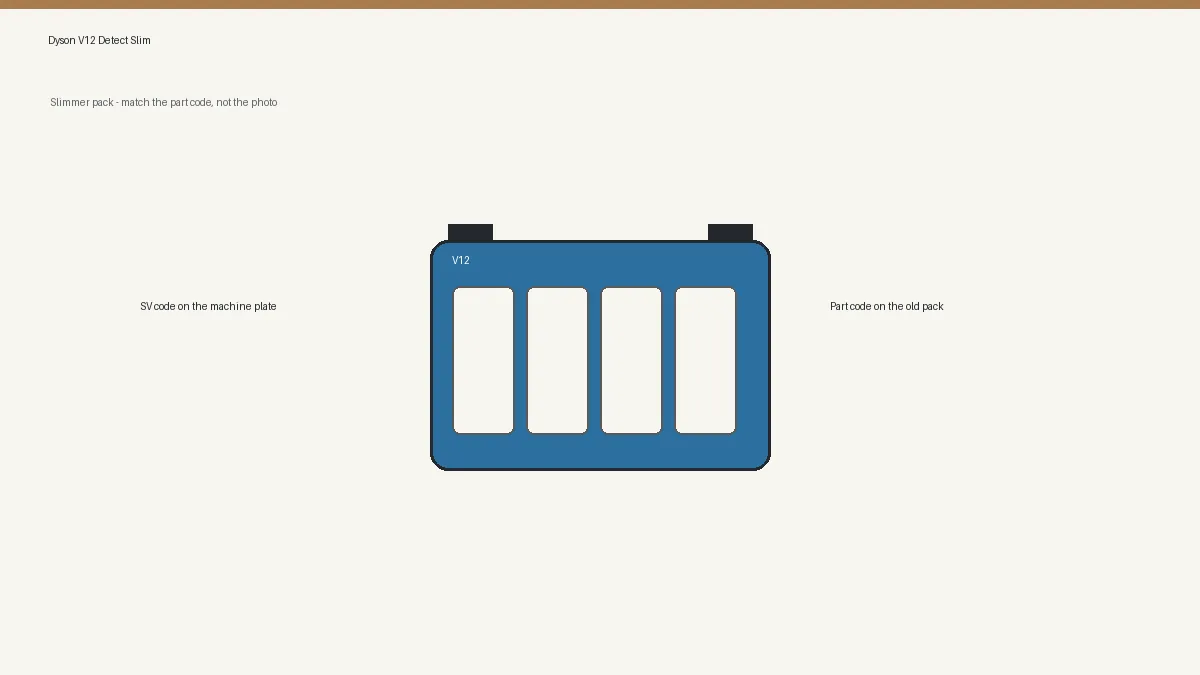 Dyson V12 Detect Slim
Slimmer pack - match the part code, not the photo
V12
SV code on the machine plate
Part code on the old pack